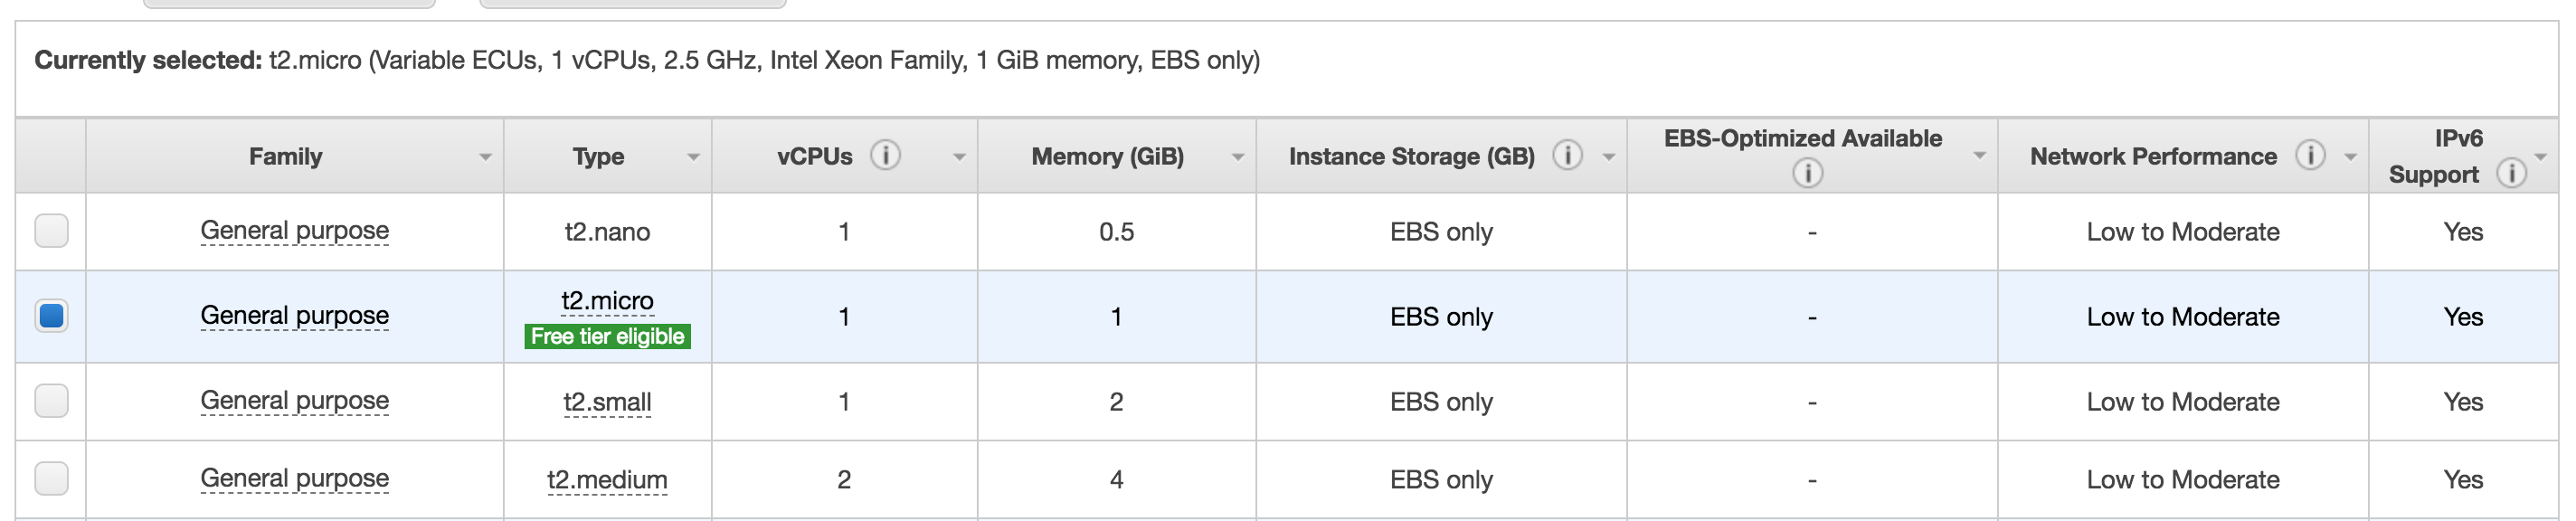 Currently selected: t2.micro (Variable ECUs, 1 vCPUs, 2.5 GHz, Intel Xeon Family, 1 GiB memory, EBS only)
Family Type vCPUs Memory (GiB) Instance Storage (GB) EBS-Optimized Available Network Performance IPv6 Support
General purpose t2.nano 1 0.5 EBS only - Low to Moderate Yes
General purpose t2.micro 1 1 EBS only - Low to Moderate Yes
Free tier eligible
General purpose t2.small 1 2 EBS only - Low to Moderate Yes
General purpose t2.medium 2 4 EBS only - Low to Moderate Yes